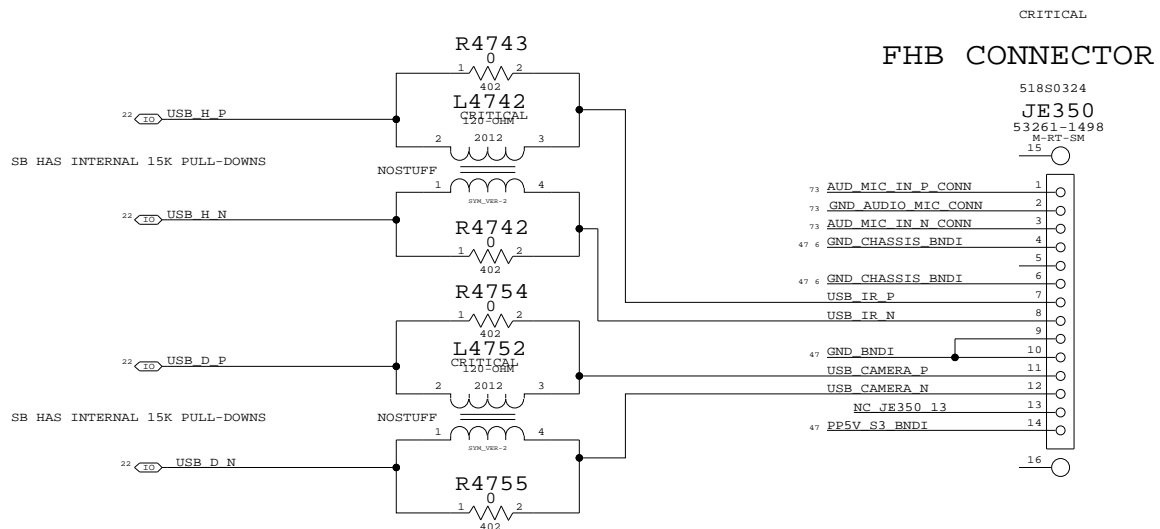 CRITICAL
FHB CONNECTOR
518S0324
JE350
53261-1498
M-RT-SM
R4743
0
1 2
402
L4742
CRITICAL
120-OHM
2 2012 3
22 IO USB_H_P
SB HAS INTERNAL 15K PULL-DOWNS
NOSTUFF
1 4
SYM_VER-2
22 IO USB_H_N
R4742
0
1 2
402
R4754
0
1 2
402
L4752
CRITICAL
120-OHM
2 2012 3
22 IO USB_D_P
SB HAS INTERNAL 15K PULL-DOWNS
NOSTUFF
1 4
SYM_VER-2
22 IO USB_D_N
R4755
0
1 2
402
15
73 AUD_MIC_IN_P_CONN 1
73 GND_AUDIO_MIC_CONN 2
73 AUD_MIC_IN_N_CONN 3
47 6 GND_CHASSIS_BNDI 4
5
47 6 GND_CHASSIS_BNDI 6
USB_IR_P 7
USB_IR_N 8
9
47 GND_BNDI 10
USB_CAMERA_P 11
USB_CAMERA_N 12
NC_JE350_13 13
47 PP5V_S3_BNDI 14
16